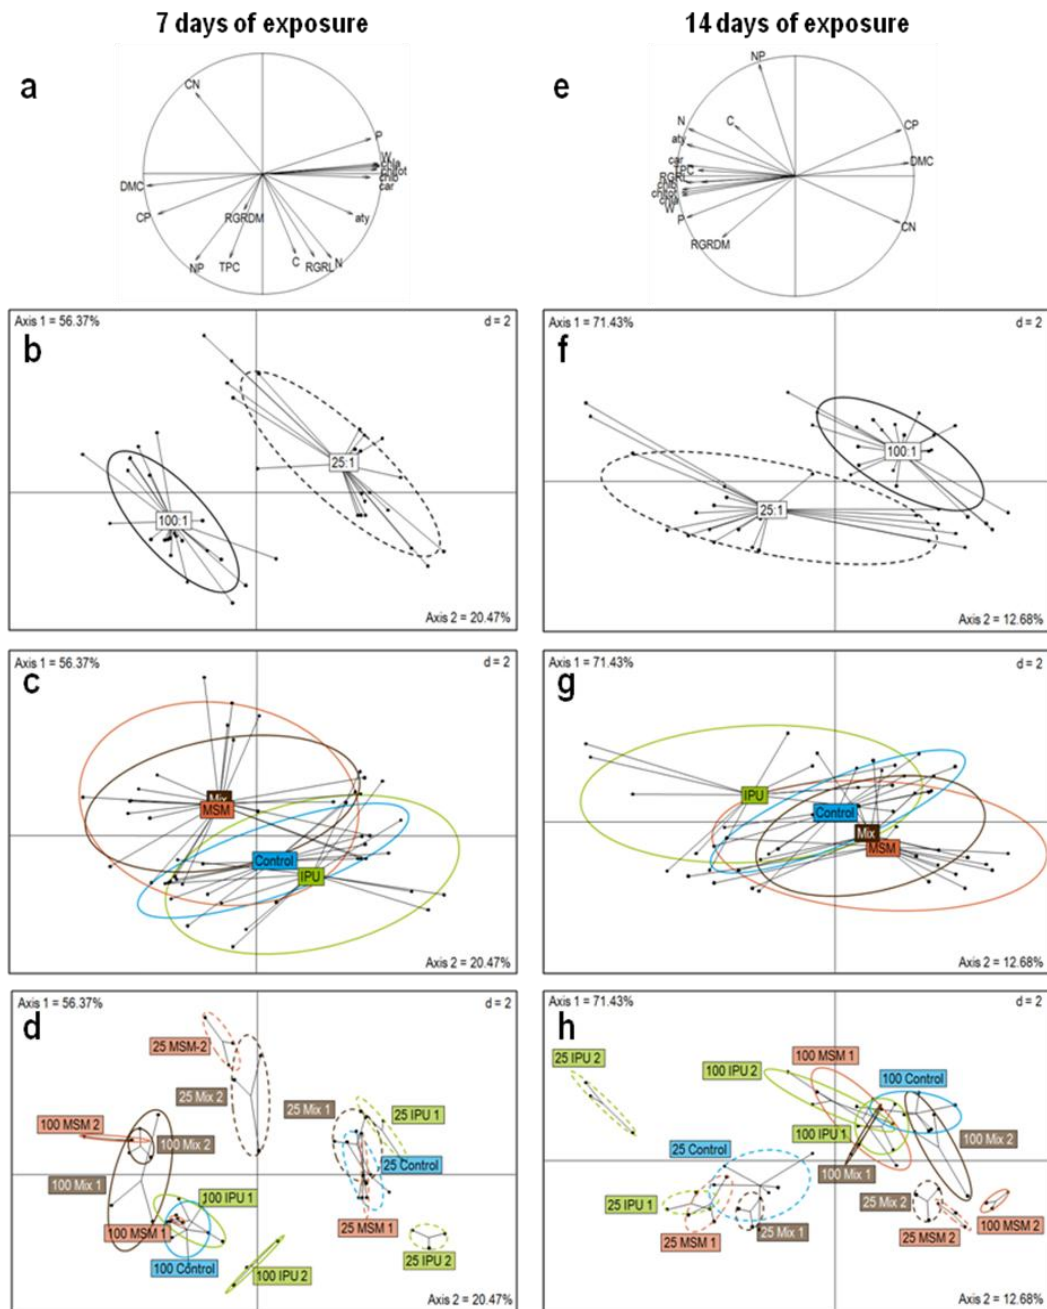 7 days of exposure
14 days of exposure
a
CN
P
W
chla
chltot
chlb
car
DMC
CP
RGRDM
aty
NP
TPC
C
RGRL
N
e
NP
C
N
aty
car
TPC
RGRL
chlb
chltot
chla
W
P
RGRDM
CP
DMC
CN
Axis 1 = 56.37%
d = 2
b
25:1
100:1
Axis 2 = 20.47%
Axis 1 = 71.43%
d = 2
f
100:1
25:1
Axis 2 = 12.68%
Axis 1 = 56.37%
d = 2
c
Mix
MSM
Control
IPU
Axis 2 = 20.47%
Axis 1 = 71.43%
d = 2
g
IPU
Control
Mix
MSM
Axis 2 = 12.68%
Axis 1 = 56.37%
d = 2
d
25 MSM-2
25 Mix 2
25 Mix 1
25 IPU 1
100 MSM 2
100 Mix 2
25 Control
100 Mix 1
100 IPU 1
100 MSM 1
25 MSM 1
100 Control
25 IPU 2
100 IPU 2
Axis 2 = 20.47%
Axis 1 = 71.43%
d = 2
h
25 IPU 2
100 MSM 1
100 IPU 2
100 Control
25 Control
100 IPU 1
100 Mix 2
100 Mix 1
25 IPU 1
25 Mix 2
100 MSM 2
25 MSM 1
25 Mix 1
25 MSM 2
Axis 2 = 12.68%